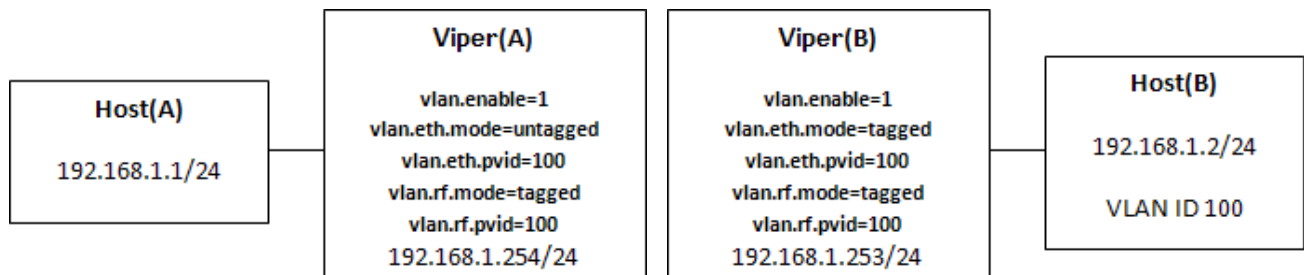 Host(A)
192.168.1.1/24
Viper(A)
vlan.enable=1
vlan.eth.mode=untagged
vlan.eth.pvid=100
vlan.rf.mode=tagged
vlan.rf.pvid=100
192.168.1.254/24
Viper(B)
vlan.enable=1
vlan.eth.mode=tagged
vlan.eth.pvid=100
vlan.rf.mode=tagged
vlan.rf.pvid=100
192.168.1.253/24
Host(B)
192.168.1.2/24
VLAN ID 100